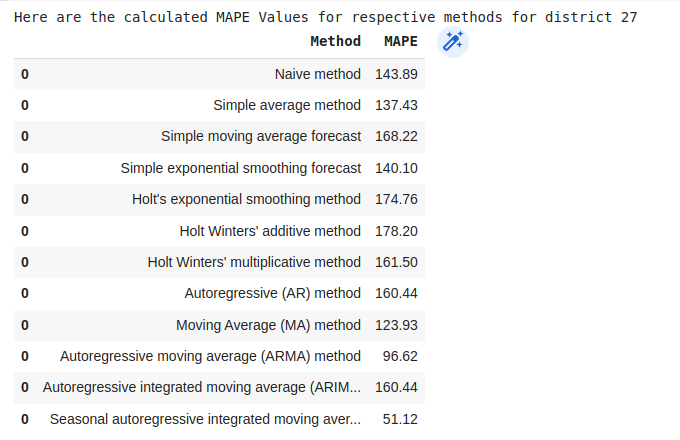 Here are the calculated MAPE Values for respective methods for district 27
Method MAPE
0 Naive method 143.89
0 Simple average method 137.43
0 Simple moving average forecast 168.22
0 Simple exponential smoothing forecast 140.10
0 Holt's exponential smoothing method 174.76
0 Holt Winters' additive method 178.20
0 Holt Winters' multiplicative method 161.50
0 Autoregressive (AR) method 160.44
0 Moving Average (MA) method 123.93
0 Autoregressive moving average (ARMA) method 96.62
0 Autoregressive integrated moving average (ARIM... 160.44
0 Seasonal autoregressive integrated moving aver... 51.12